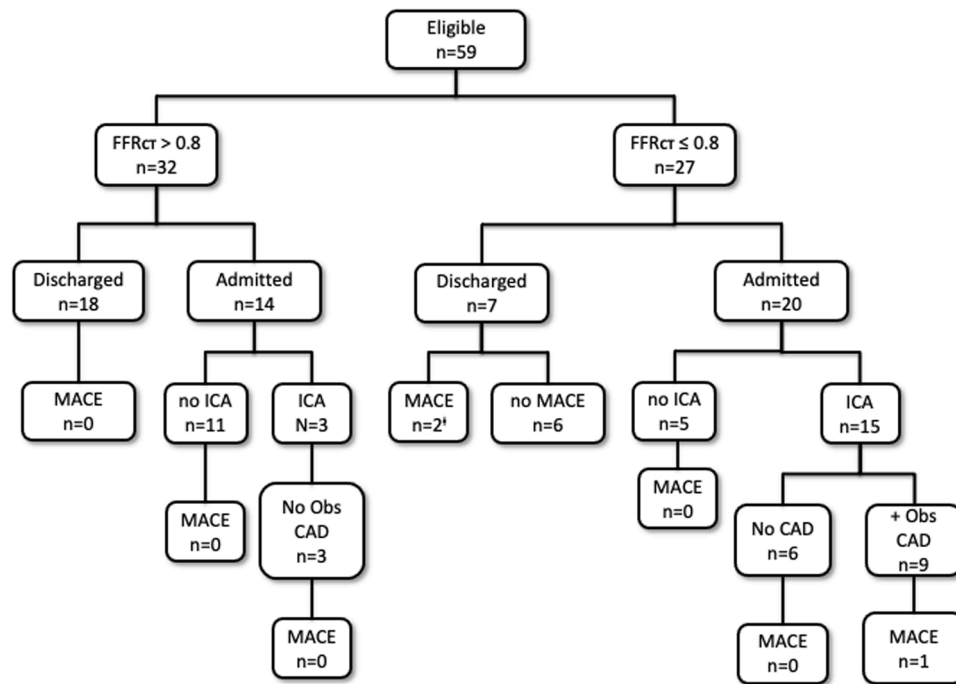 Eligible
n=59
FFRCT > 0.8
n=32
FFRCT ≤ 0.8
n=27
Discharged
n=18
Admitted
n=14
Discharged
n=7
Admitted
n=20
MACE
n=0
no ICA
n=11
ICA
N=3
MACE
n=2ǂ
no MACE
n=6
no ICA
n=5
ICA
n=15
MACE
n=0
No Obs
CAD
n=3
MACE
n=0
No CAD
n=6
+ Obs
CAD
n=9
MACE
n=0
MACE
n=0
MACE
n=1